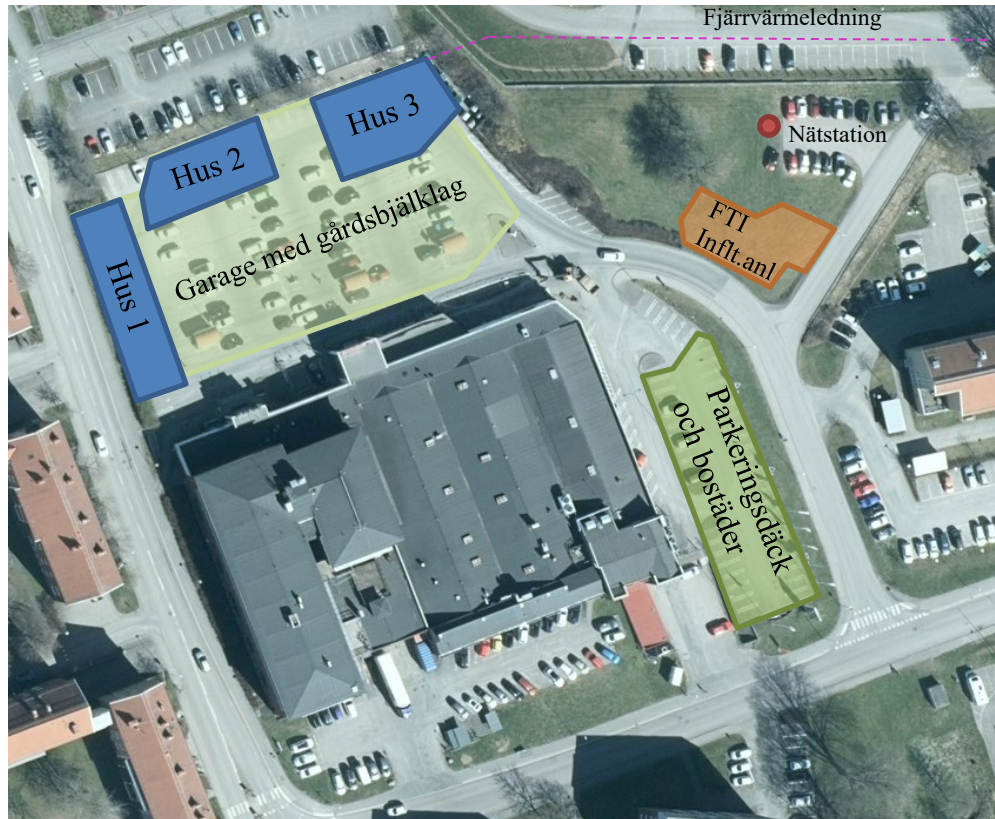 Fjärrvärmeledning
Hus 3
Nätstation
Hus 2
Garage med gårdsbjälklag
FTI
Inflt.anl
Hus 1
Parkeringsdäck
och bostäder